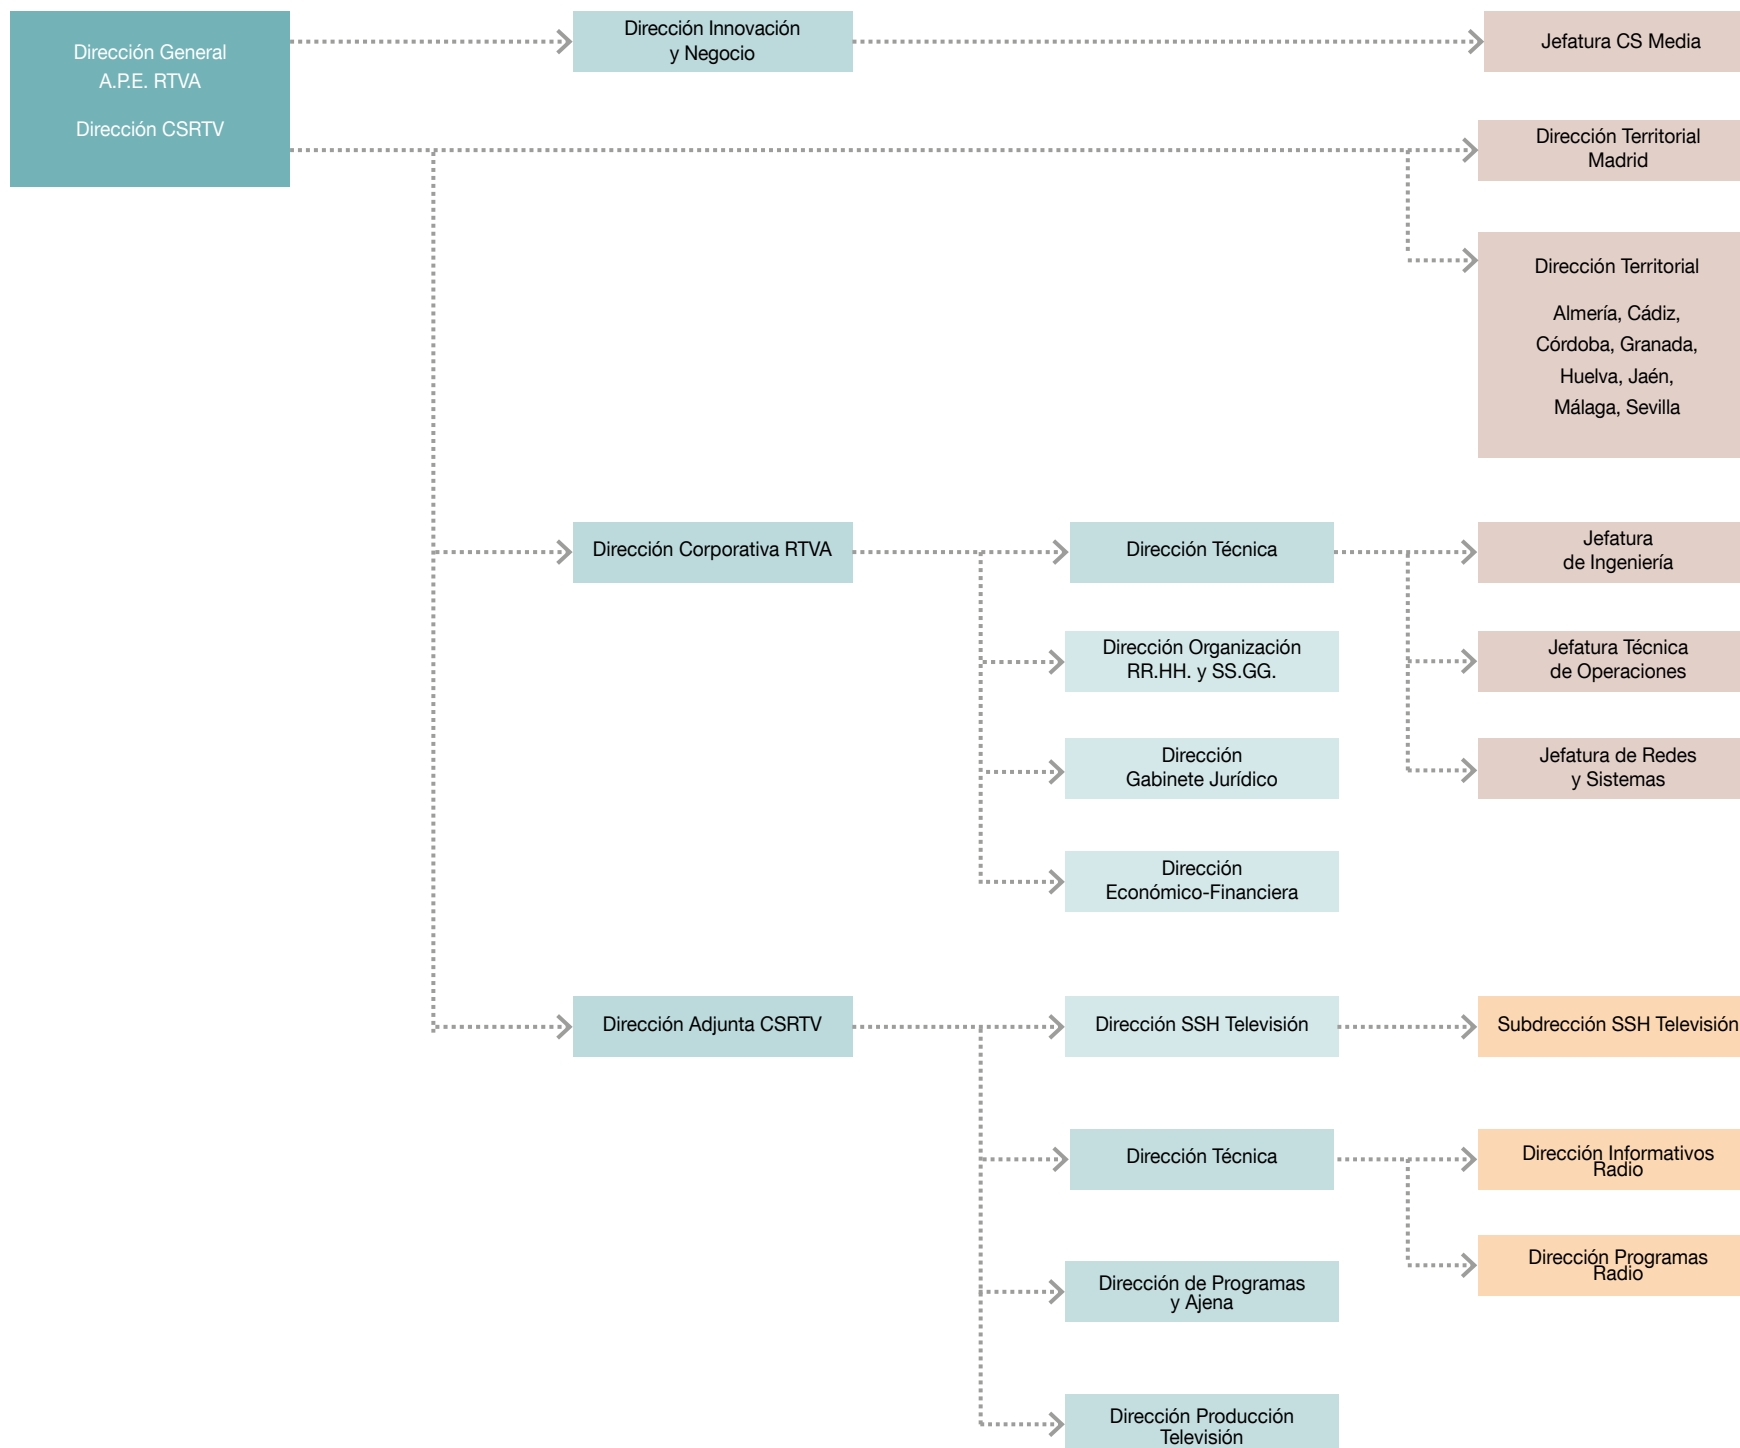 Dirección General
A.P.E. RTVA
Dirección CSRTV
Dirección Innovación
y Negocio
Jefatura CS Media
Dirección Territorial
Madrid
Dirección Territorial
Almería, Cádiz,
Córdoba, Granada,
Huelva, Jaén,
Málaga, Sevilla
Dirección Corporativa RTVA
Dirección Técnica
Jefatura
de Ingeniería
Dirección Organización
RR.HH. y SS.GG.
Jefatura Técnica
de Operaciones
Dirección
Gabinete Jurídico
Jefatura de Redes
y Sistemas
Dirección
Económico-Financiera
Dirección Adjunta CSRTV
Dirección SSH Televisión
Subdrección SSH Televisión
Dirección Técnica
Dirección Informativos
Radio
Dirección Programas
Radio
Dirección de Programas
y Ajena
Dirección Producción
Televisión